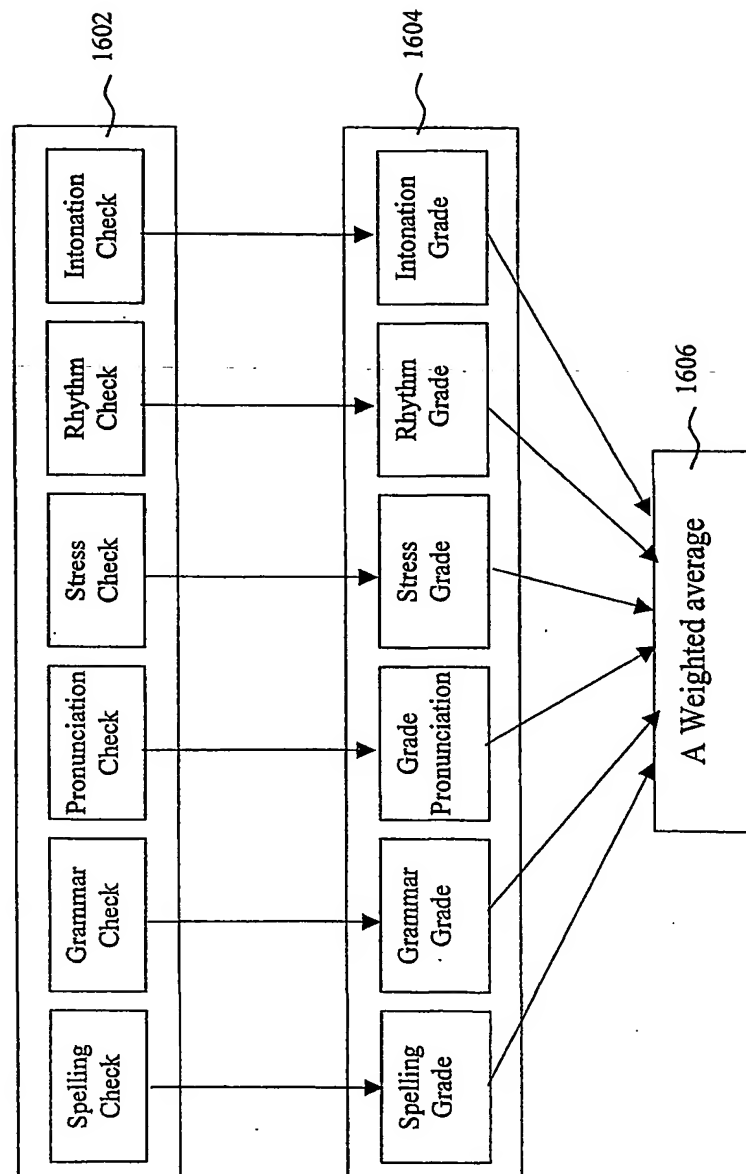 Spelling
Check
Grammar
Check
Pronunciation
Check
Stress
Check
Rhythm
Check
Intonation
Check
1602
Spelling
Grade
Grammar
Grade
Grade
Pronunciation
Stress
Grade
Rhythm
Grade
Intonation
Grade
1604
A Weighted average
1606